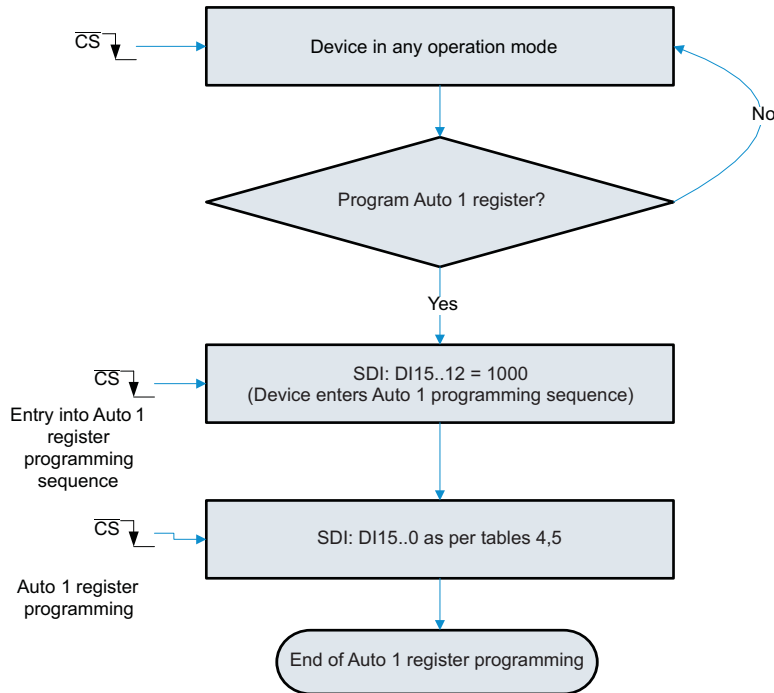 CS
Device in any operation mode
No
Program Auto 1 register?
Yes
CS
SDI: DI15..12 = 1000
(Device enters Auto 1 programming sequence)
Entry into Auto 1
register
programming
sequence
CS
SDI: DI15..0 as per tables 4,5
Auto 1 register
programming
End of Auto 1 register programming